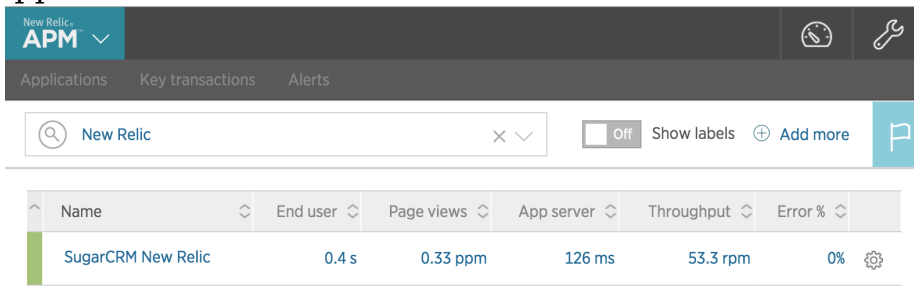 New Relic.
APM™
Applications Key transactions Alerts
New Relic Off Show labels Add more
Name End user Page views App server Throughput Error %
SugarCRM New Relic 0.4 s 0.33 ppm 126 ms 53.3 rpm 0%